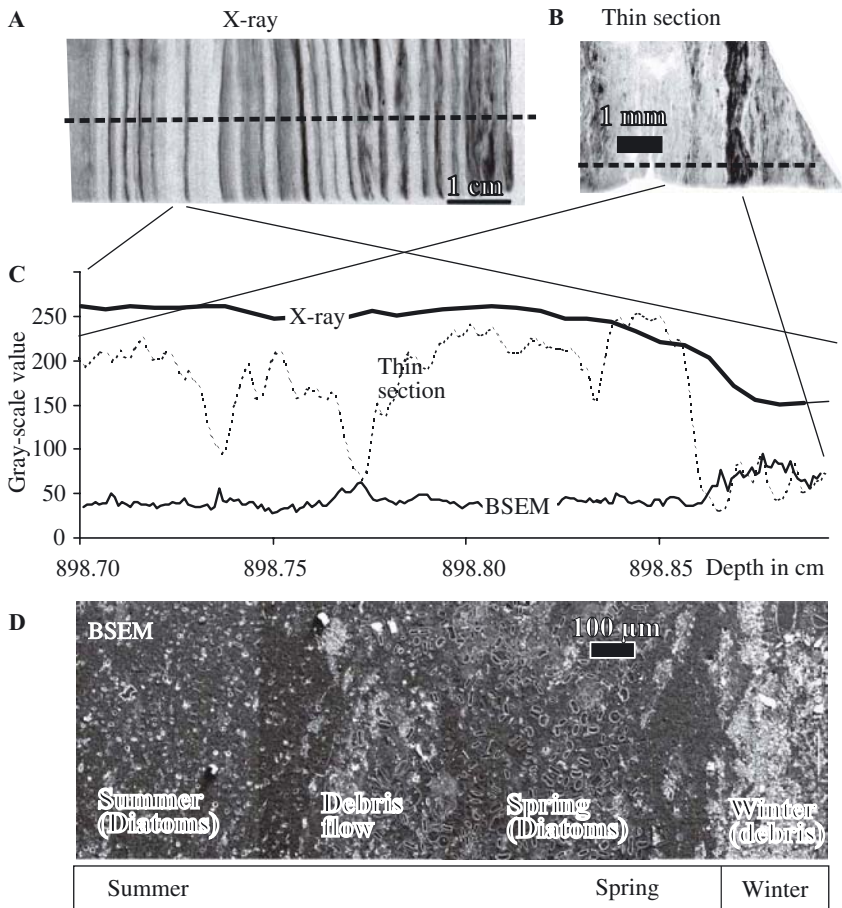 A
X-ray
B
Thin section
1 mm
1 cm
C
Gray-scale value
250
200
150
100
50
0
X-ray
Thin
section
BSEM
898.70
898.75
898.80
898.85
Depth in cm
D
BSEM
100 µm
Summer
(Diatoms)
Debris
flow
Spring
(Diatoms)
Winter
(debris)
Summer
Spring
Winter